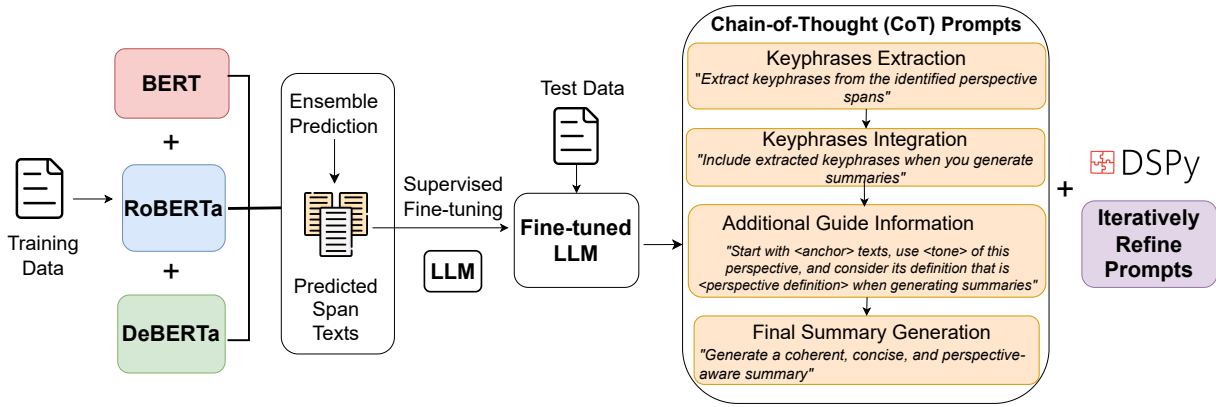 Training
Data
BERT
+
RoBERTa
+
DeBERTa
Ensemble
Prediction
Predicted
Span
Texts
Supervised
Fine-tuning
LLM
Test Data
Fine-tuned
LLM
Chain-of-Thought (CoT) Prompts
Keyphrases Extraction
"Extract keyphrases from the identified perspective
spans"
Keyphrases Integration
"Include extracted keyphrases when you generate
summaries"
Additional Guide Information
"Start with <anchor> texts, use <tone> of this
perspective, and consider its definition that is
<perspective definition> when generating summaries"
Final Summary Generation
"Generate a coherent, concise, and perspective-
aware summary"
+
DSPy
Iteratively
Refine
Prompts